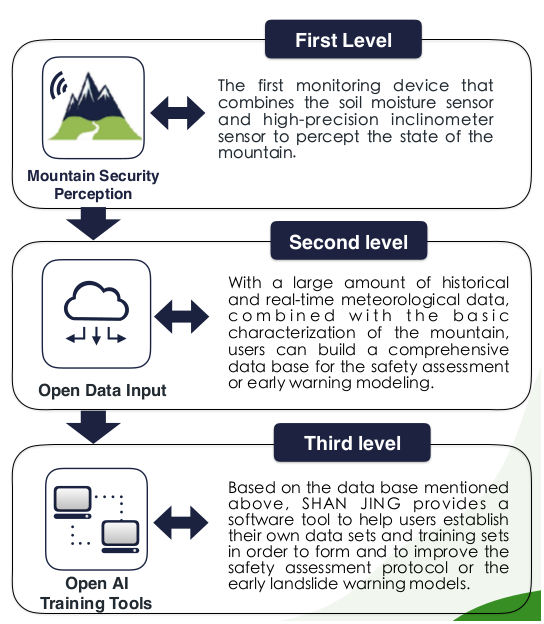 First Level
The first monitoring device that
combines the soil moisture sensor
and high-precision inclinometer
sensor to percept the state of the
mountain.
Mountain Security
Perception
Second level
With a large amount of historical
and real-time meteorological data,
combined with the basic
characterization of the mountain,
users can build a comprehensive
data base for the safety assessment
or early warning modeling.
Open Data Input
Third level
Based on the data base mentioned
above, SHAN JING provides a
software tool to help users establish
their own data sets and training sets
in order to form and to improve the
safety assessment protocol or the
early landslide warning models.
Open AI
Training Tools